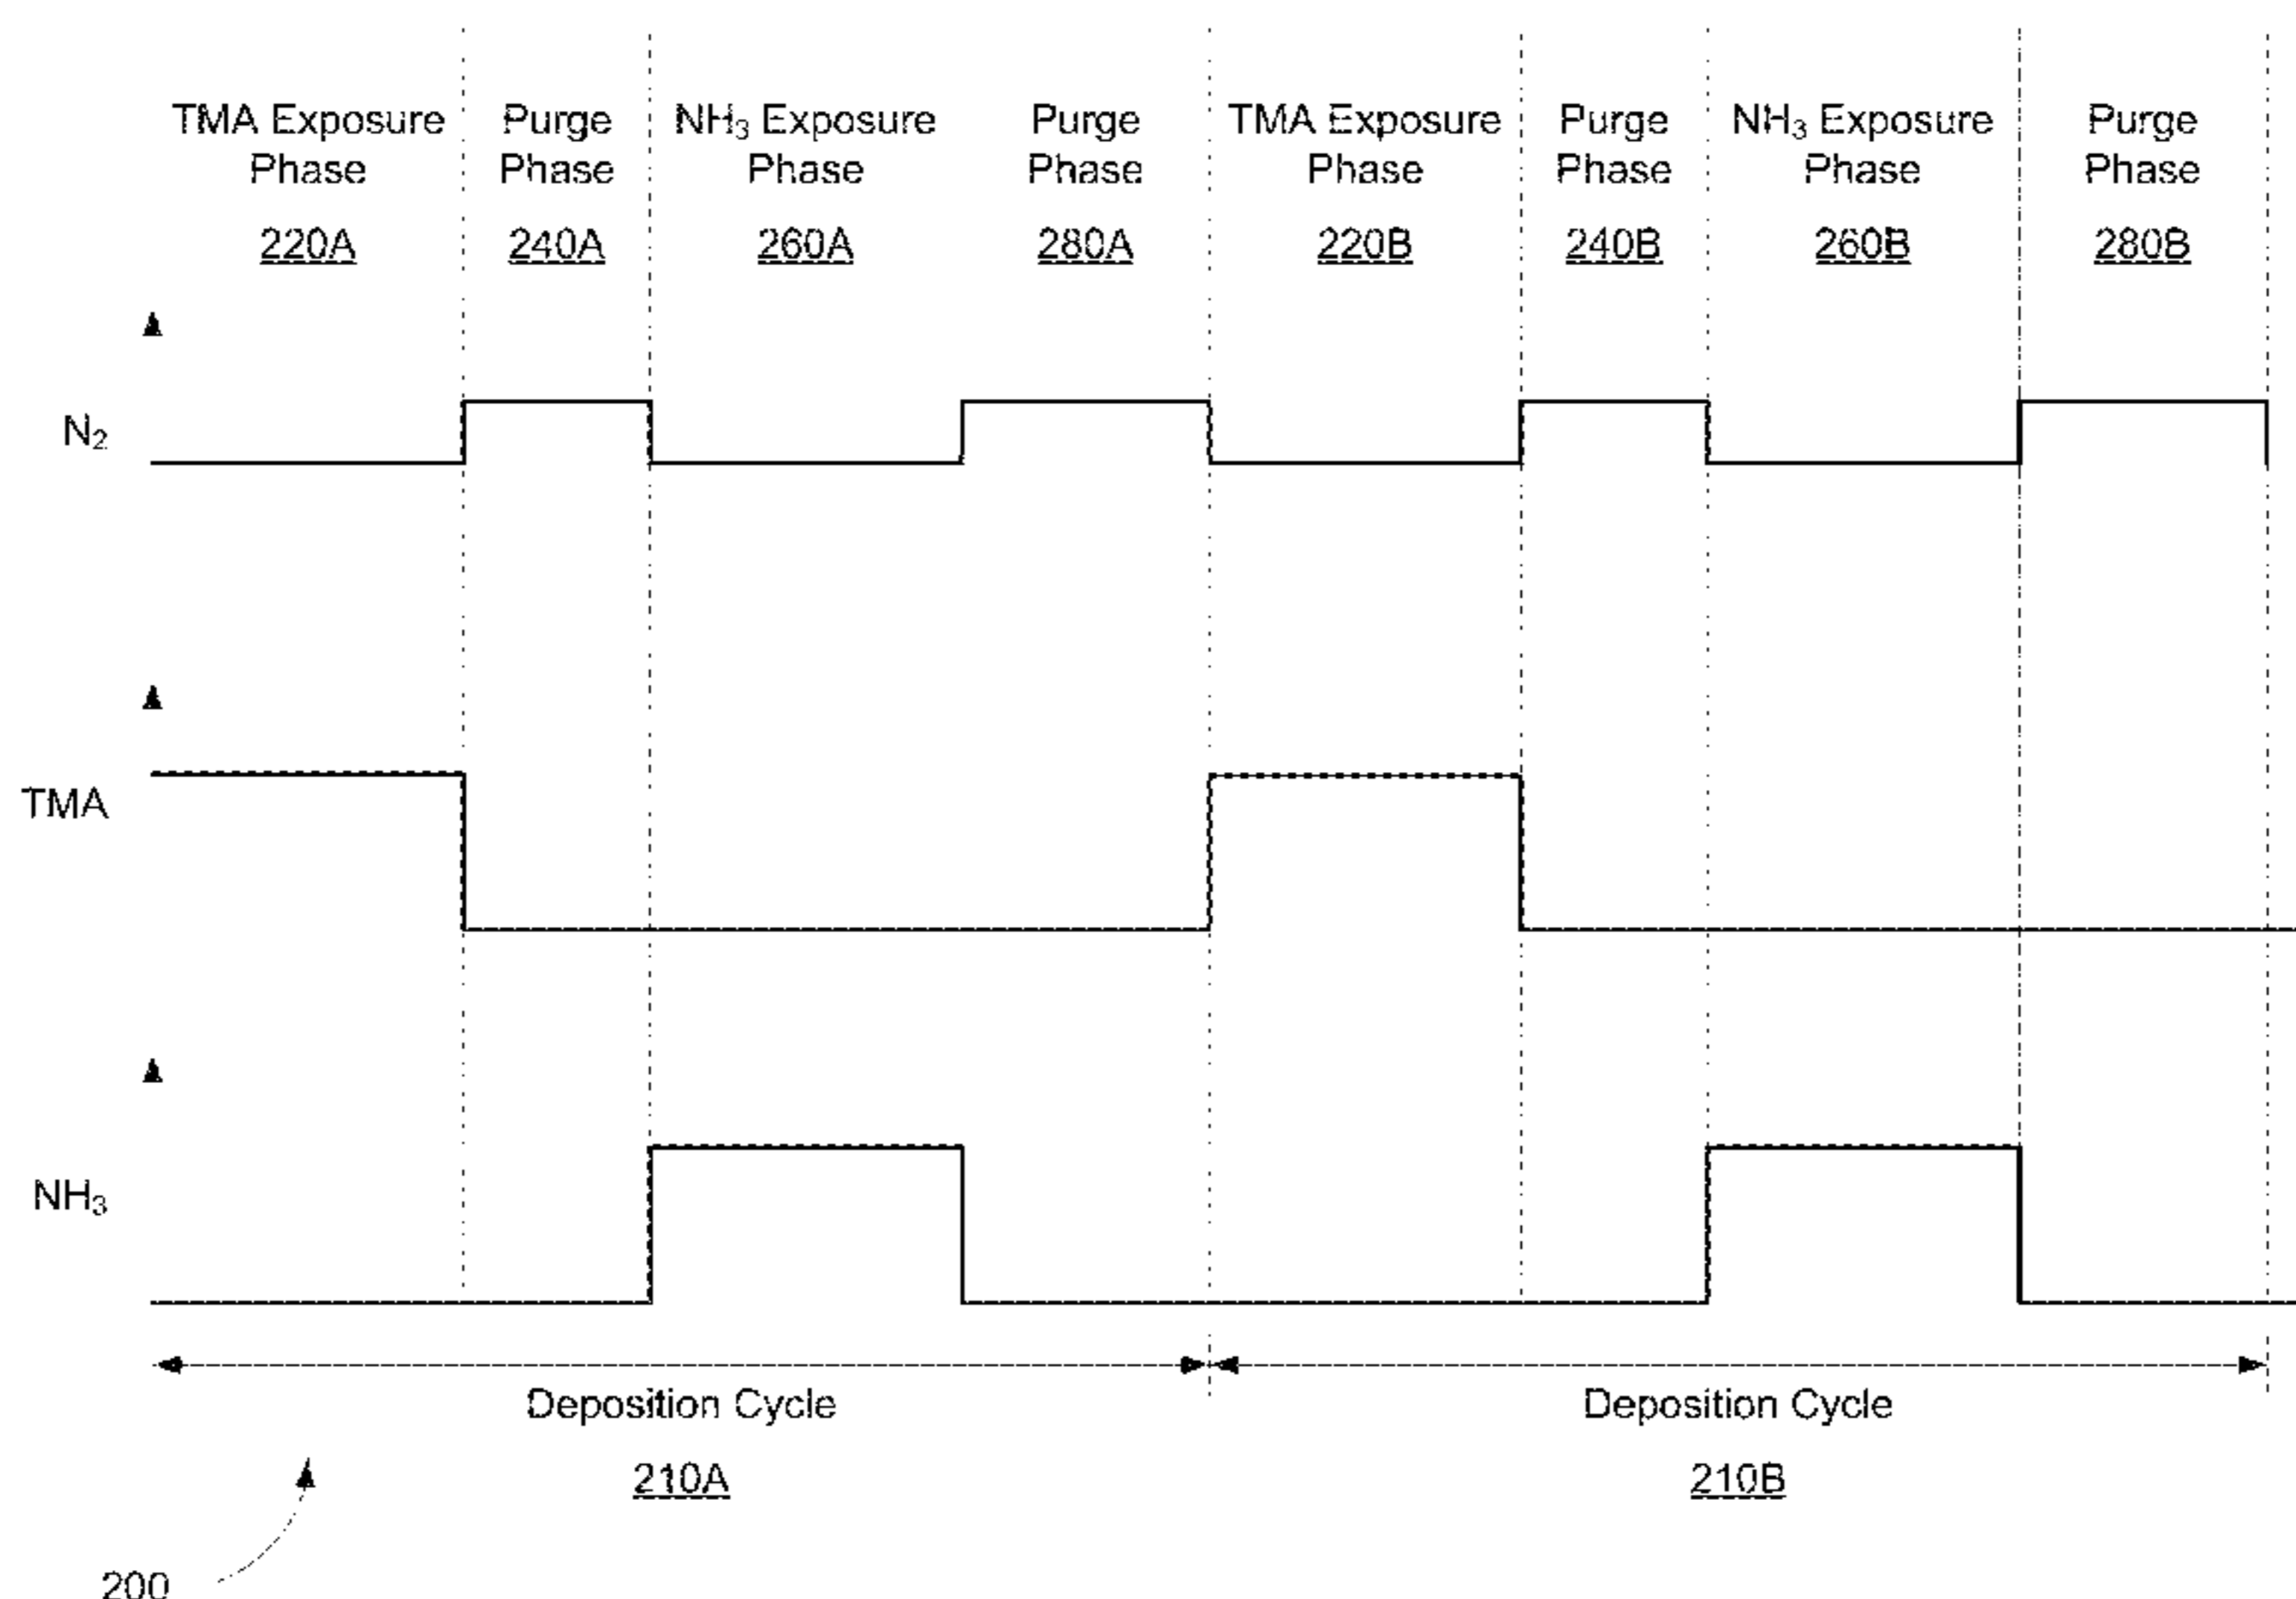 TMA Exposure
Phase
220A
Purge
Phase
240A
NH₃ Exposure
Phase
260A
Purge
Phase
280A
TMA Exposure
Phase
220B
Purge
Phase
240B
NH₃ Exposure
Phase
260B
Purge
Phase
280B
N₂
TMA
NH₃
Deposition Cycle
210A
Deposition Cycle
210B
200